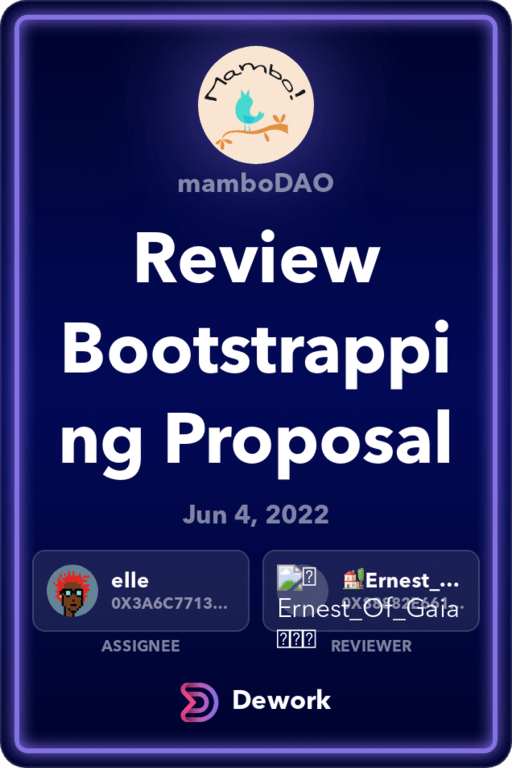 Mambo!
mamboDAO
Review
Bootstrappi
ng Proposal
Jun 4, 2022
elle
0X3A6C7713...
🏡Ernest_...
Ernest_Of_Gaia
ASSIGNEE
REVIEWER
Dework